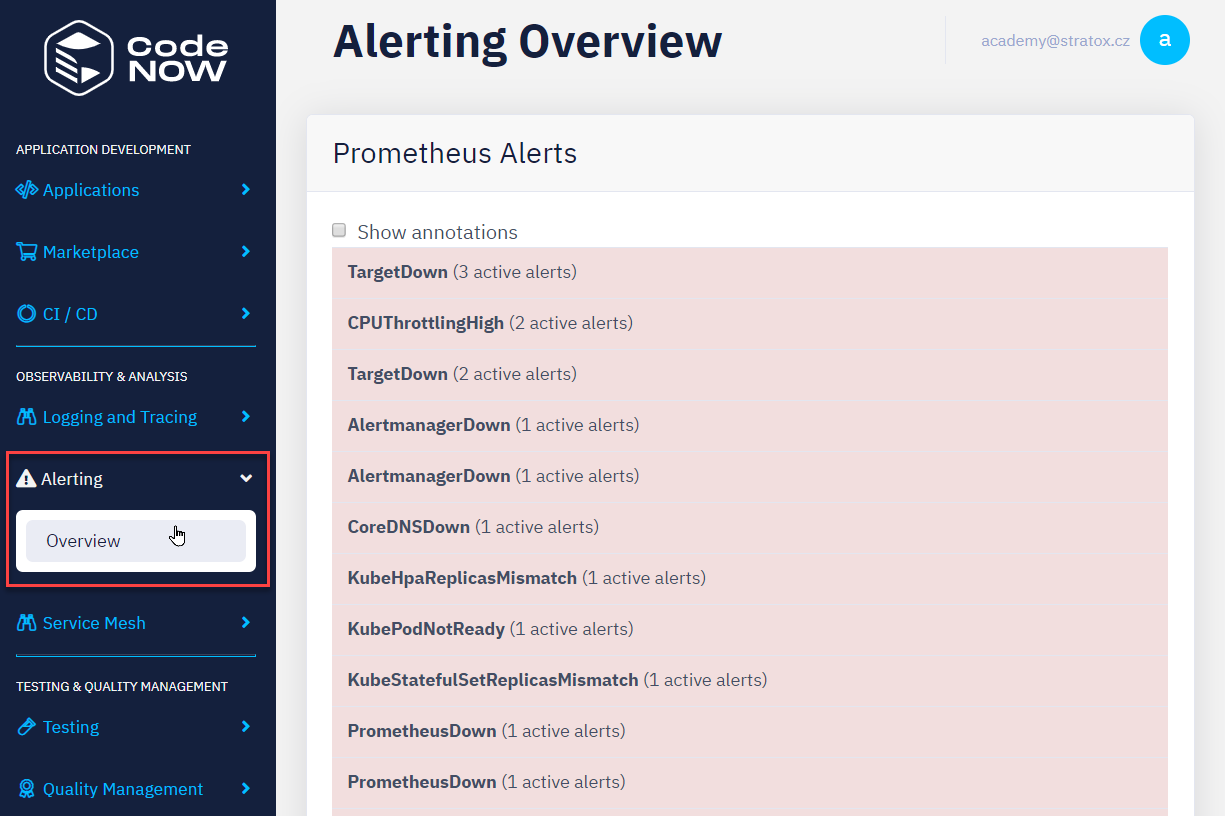 Code
NOW
APPLICATION DEVELOPMENT
Applications
Marketplace
CI / CD
OBSERVABILITY & ANALYSIS
Logging and Tracing
Alerting
Overview
Service Mesh
TESTING & QUALITY MANAGEMENT
Testing
Quality Management
Alerting Overview
academy@stratox.cz
a
Prometheus Alerts
Show annotations
TargetDown (3 active alerts)
CPUThrottlingHigh (2 active alerts)
TargetDown (2 active alerts)
AlertmanagerDown (1 active alerts)
AlertmanagerDown (1 active alerts)
CoreDNSDown (1 active alerts)
KubeHpaReplicasMismatch (1 active alerts)
KubePodNotReady (1 active alerts)
KubeStatefulSetReplicasMismatch (1 active alerts)
PrometheusDown (1 active alerts)
PrometheusDown (1 active alerts)